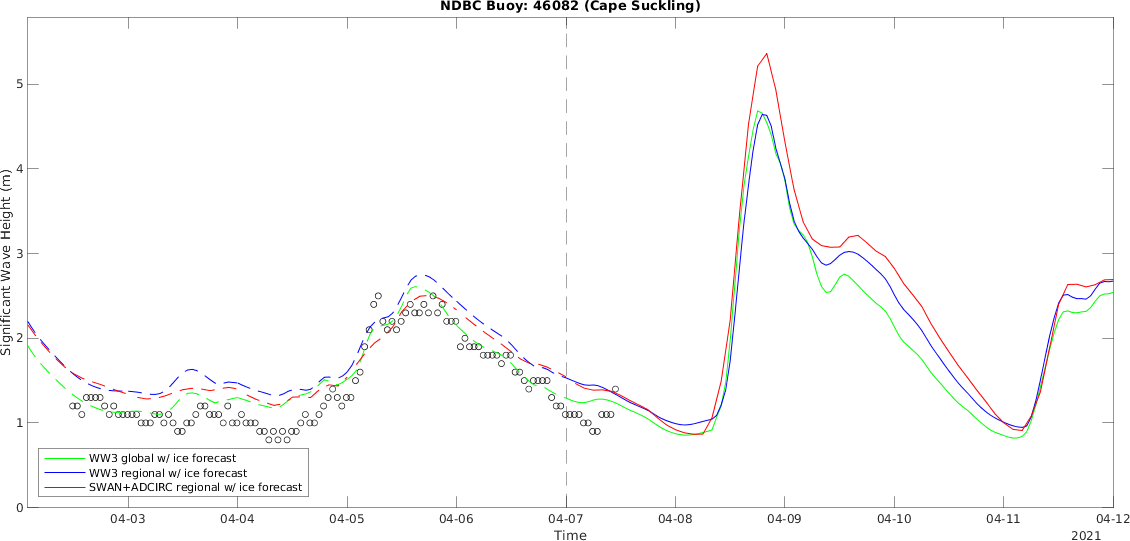 NDBC Buoy: 46082 (Cape Suckling)
Significant Wave Height (m)
5
4
3
2
1
0
WW3 global w/ ice forecast
WW3 regional w/ ice forecast
SWAN+ADCIRC regional w/ ice forecast
04-03 04-04 04-05 04-06 04-07 04-08 04-09 04-10 04-11 04-12
Time
2021